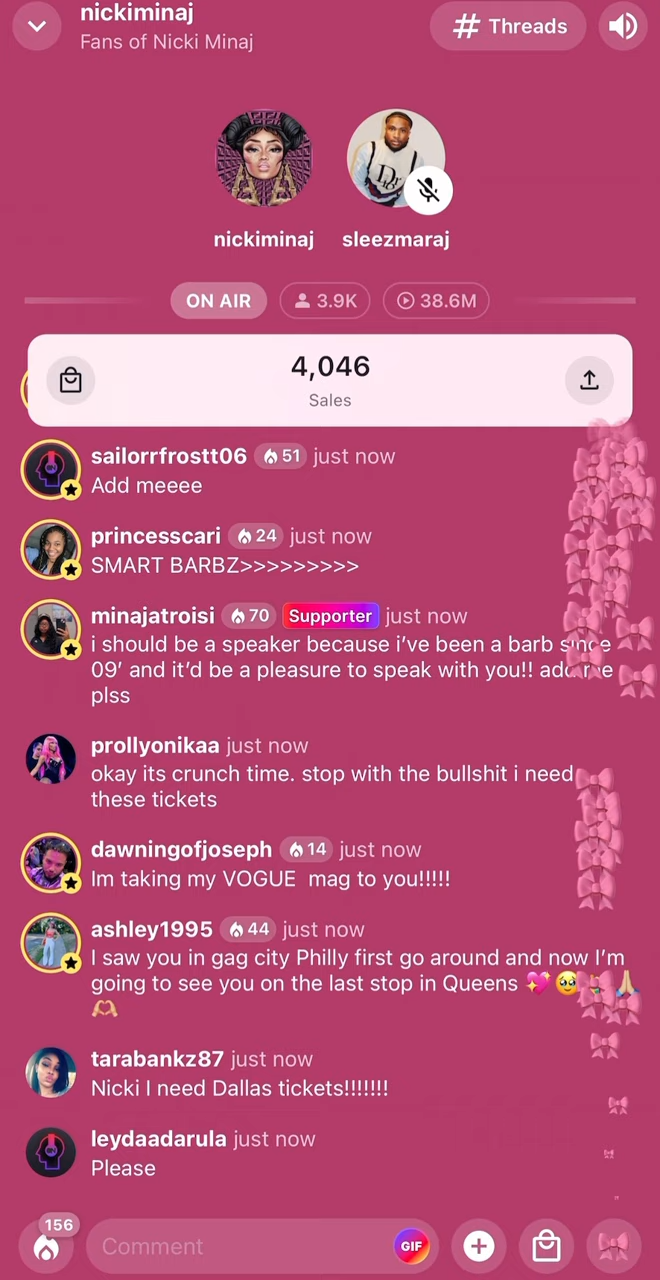 nickiminaj
Fans of Nicki Minaj
# Threads
nickiminaj
sleezmaraj
ON AIR
3.9K
38.6M
4,046
Sales
sailorrfrostt06 51 just now
Add meeee
princesscari 24 just now
SMART BARBZ>>>>>>>>>
minajatroisi 70 Supporter just now
i should be a speaker because i’ve been a barb since
09’ and it’d be a pleasure to speak with you!! add me
plss
prollyonikaa just now
okay its crunch time. stop with the bullshit i need
these tickets
dawningofjoseph 14 just now
Im taking my VOGUE  mag to you!!!!!
ashley1995 44 just now
I saw you in gag city Philly first go around and now I’m
going to see you on the last stop in Queens 💖🥹
🫶🏽
tarabankz87 just now
Nicki I need Dallas tickets!!!!!!!
leydaadarula just now
Please
156
Comment
GIF